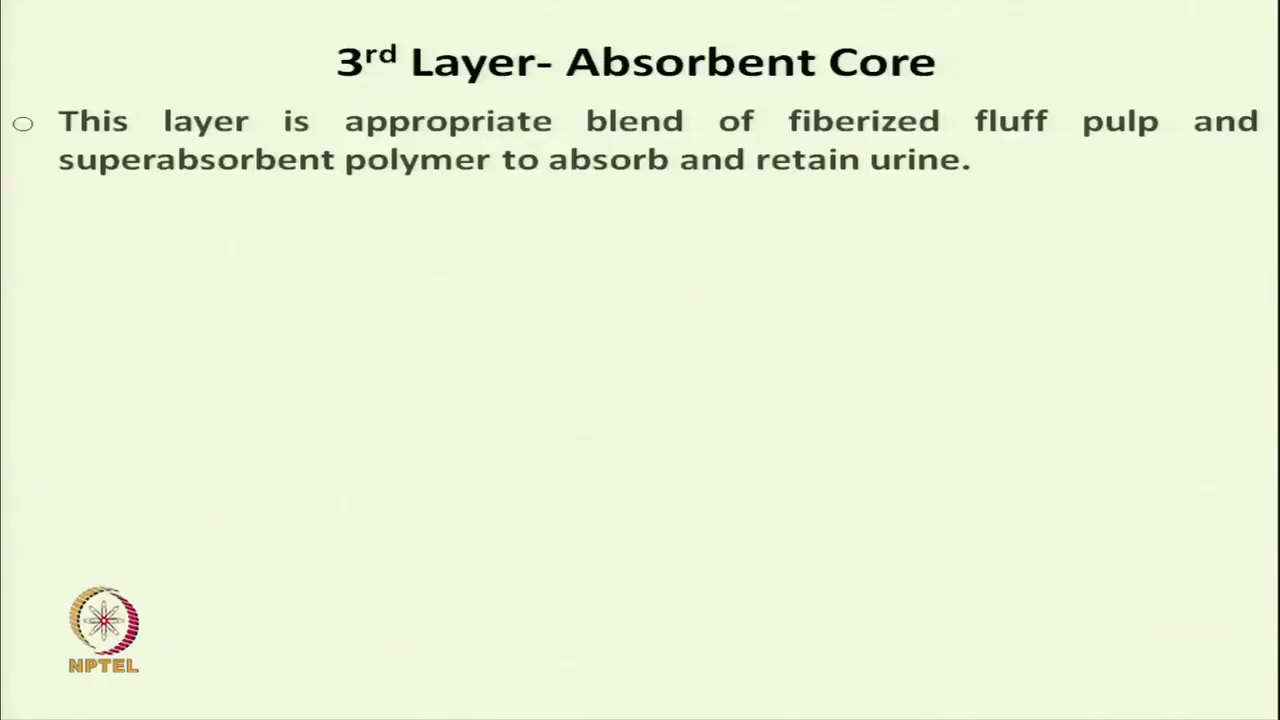 3rd Layer- Absorbent Core
○ This layer is appropriate blend of fiberized fluff pulp and
superabsorbent polymer to absorb and retain urine.
NPTEL